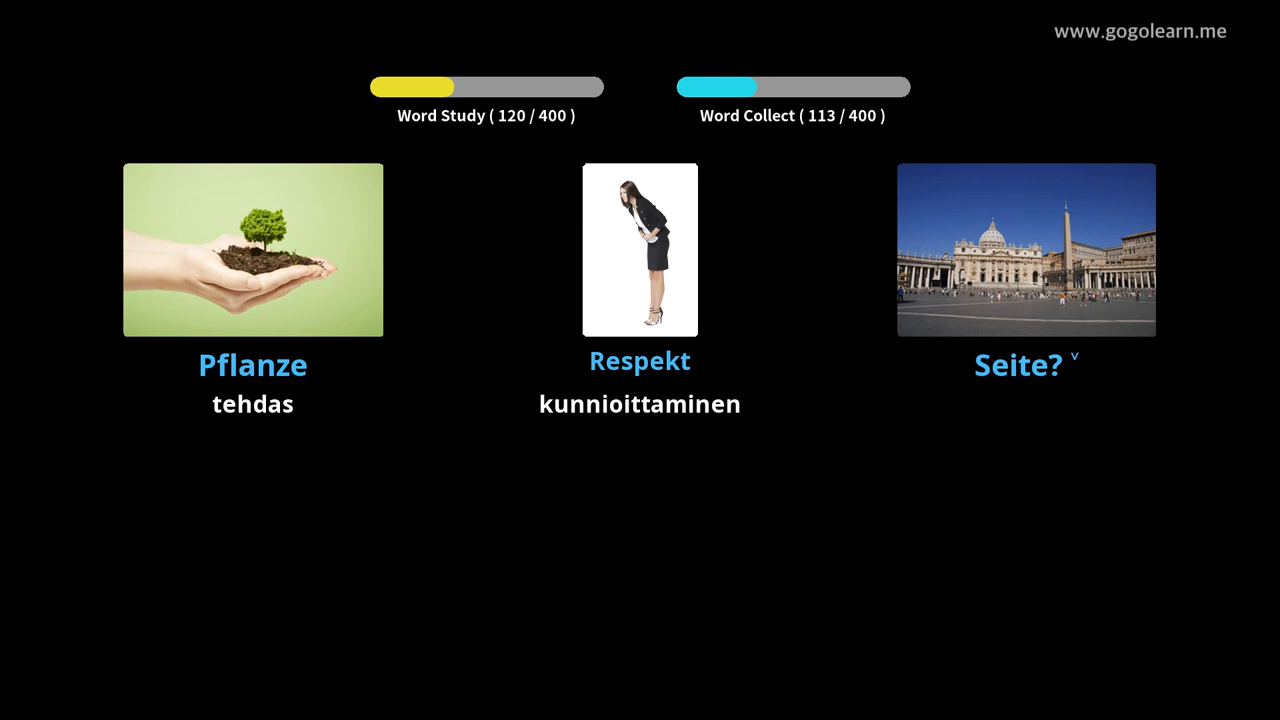 www.gogolearn.me
Word Study ( 120 / 400 )
Word Collect ( 113 / 400 )
Pflanze
Respekt
Seite? v
tehdas
kunnioittaminen